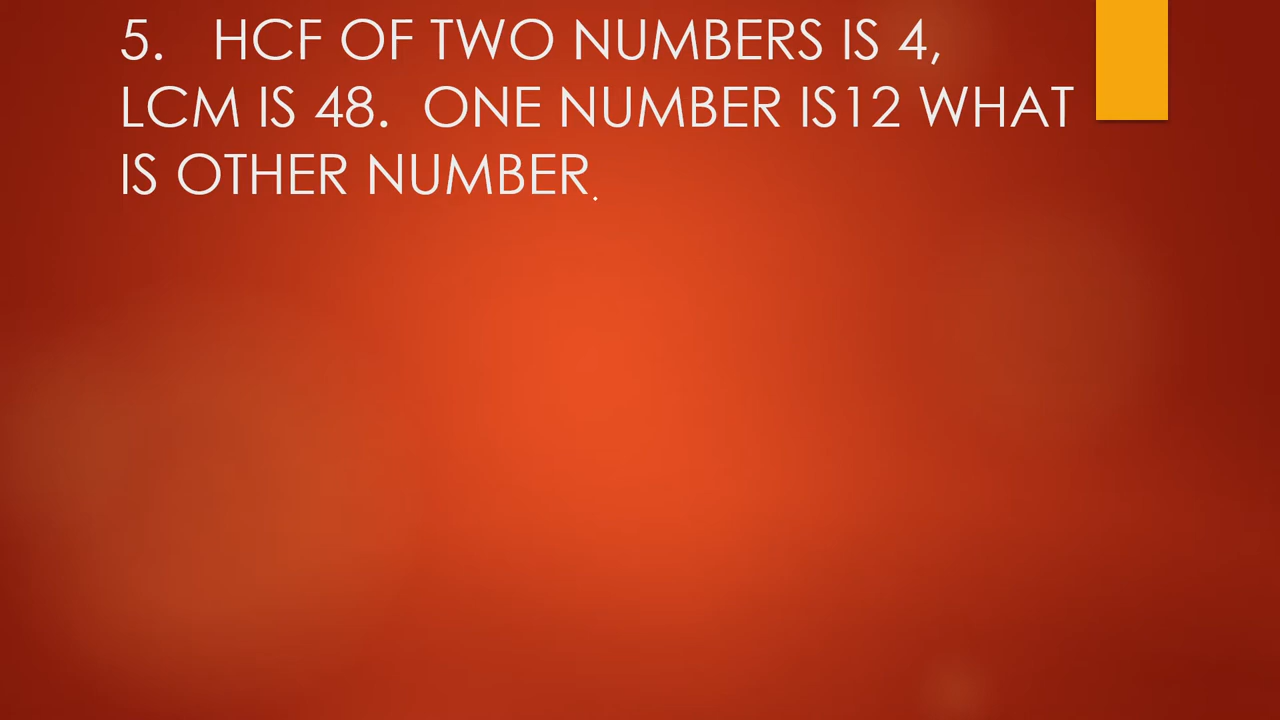 5. HCF OF TWO NUMBERS IS 4,
LCM IS 48. ONE NUMBER IS12 WHAT
IS OTHER NUMBER.